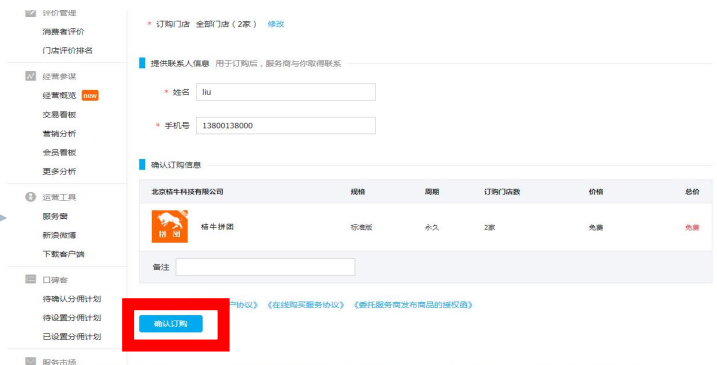 评价管理
消费者评价
门店评价排名
经营参谋
经营概览 new
交易看板
营销分析
会员看板
更多分析
运营工具
服务窗
新浪微博
下载客户端
口碑客
待确认分佣计划
待设置分佣计划
已设置分佣计划
服务市场
* 订购门店 全部门店（2家） 修改
提供联系人信息 用于订购后，服务商与你取得联系
* 姓名 liu
* 手机号 13800138000
确认订购信息
北京桔牛科技有限公司 规格 周期 订购门店数 价格 总价
拼团
桔牛拼团 标准版 永久 2家 免费 免费
备注
户协议》《在线购买服务协议》《委托服务商发布商品的授权函》
确认订购